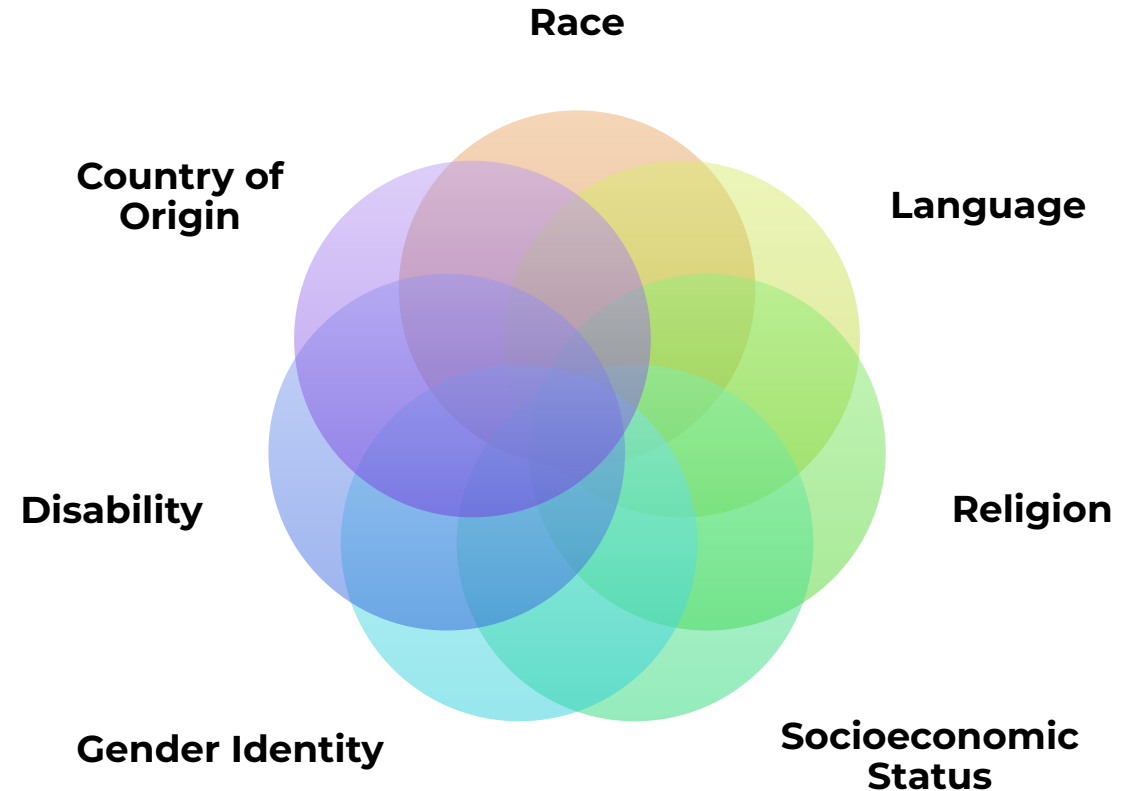 Race
Country of
Origin
Language
Disability
Religion
Gender Identity
Socioeconomic
Status